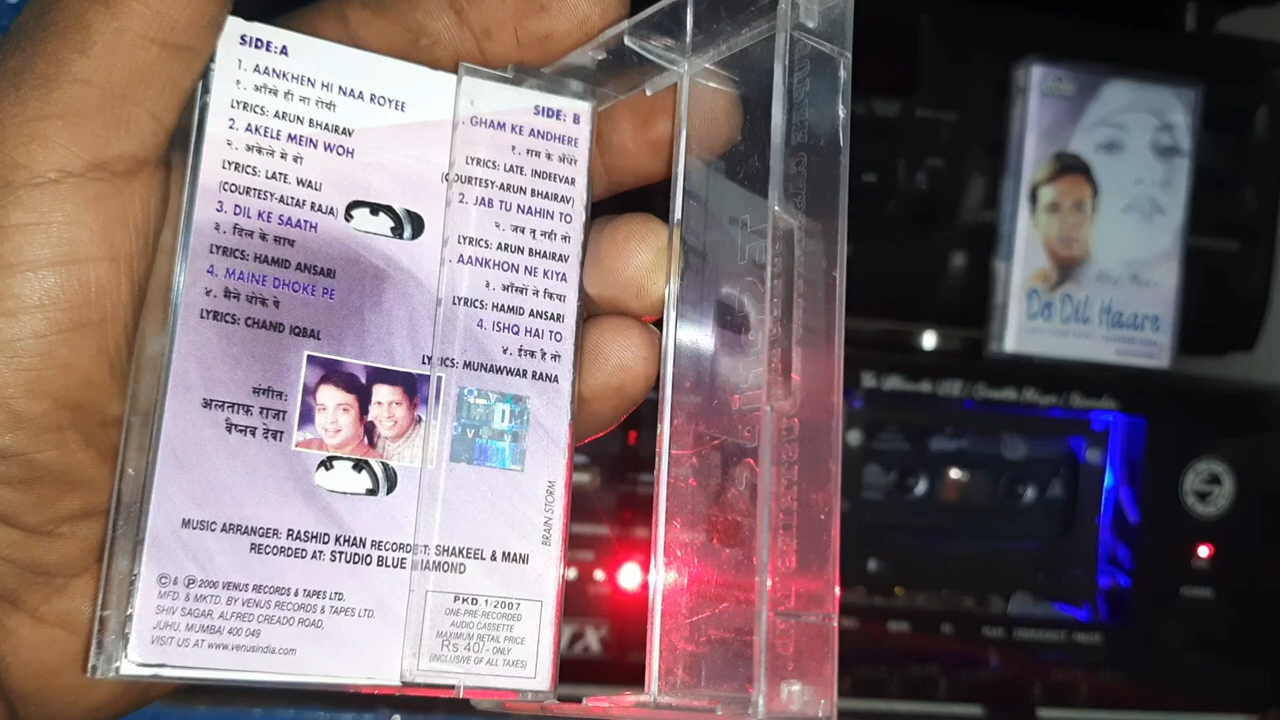 SIDE:A
1. AANKHEN HI NAA ROYEE
१. आँखे ही ना रोयी
LYRICS: ARUN BHAIRAV
2. AKELE MEIN WOH
२. अकेले मे वो
LYRICS: LATE. WALI
(COURTESY-ALTAF RAJA)
3. DIL KE SAATH
३. दिल के साथ
LYRICS: HAMID ANSARI
4. MAINE DHOKE PE
४. मैने धोके पे
LYRICS: CHAND IQBAL
संगीत:
अलताफ़ राजा
वैष्नव देवा
SIDE: B
. GHAM KE ANDHERE
१. गम के अँधेरे
LYRICS: LATE. INDEEVAR
(COURTESY-ARUN BHAIRAV)
2. JAB TU NAHIN TO
२. जब तू नही तो
LYRICS: ARUN BHAIRAV
. AANKHON NE KIYA
३. आँखों ने किया
LYRICS: HAMID ANSARI
4. ISHQ HAI TO
४. ईश्क़ है तो
LYRICS: MUNAWWAR RANA
BRAIN STORM
MUSIC ARRANGER: RASHID KHAN RECORDIST: SHAKEEL & MANI
RECORDED AT: STUDIO BLUE DIAMOND
© & ℗ 2000 VENUS RECORDS & TAPES LTD.
MFD. & MKTD. BY VENUS RECORDS & TAPES LTD.
SHIV SAGAR, ALFRED CREADO ROAD,
JUHU, MUMBAI 400 049
VISIT US AT www.venusindia.com
PKD.1/2007
ONE-PRE-RECORDED
AUDIO CASSETTE
MAXIMUM RETAIL PRICE
Rs.40/- ONLY
(INCLUSIVE OF ALL TAXES)
Do Dil Haare